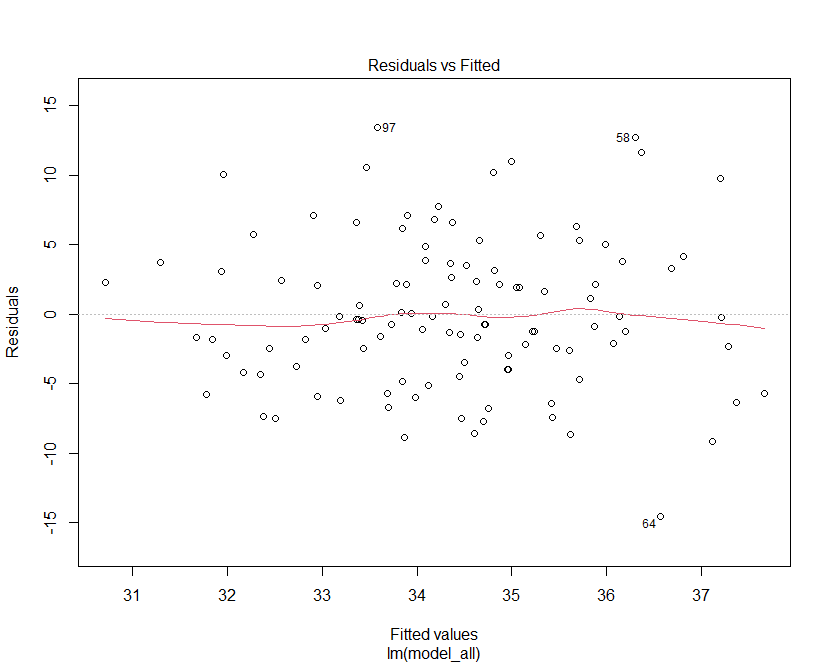 Residuals vs Fitted
15
10
5
0
-5
-10
-15
Residuals
97
58
64
31 32 33 34 35 36 37
Fitted values
lm(model_all)